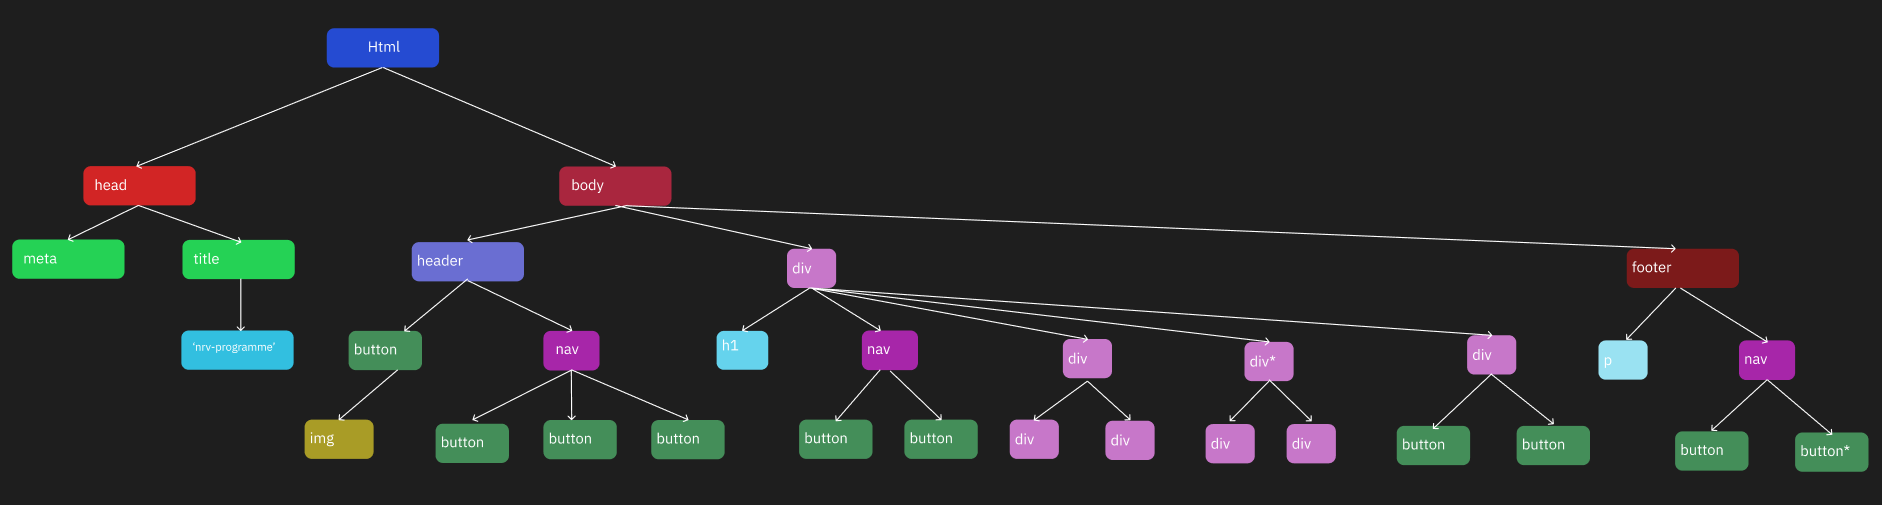 Html
head
body
meta
title
header
div
footer
'nrv-programme'
button
nav
h1
nav
div
div*
div
p
nav
img
button
button
button
button
button
div
div
div
div
button
button
button
button*